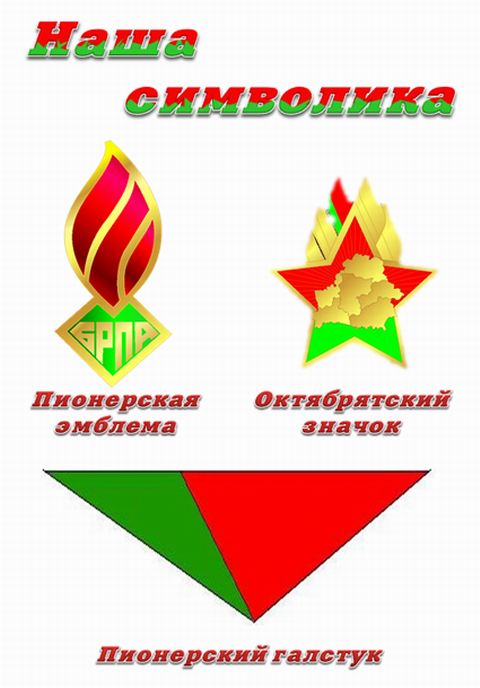 Наша
символика
БРПА
Пионерская
эмблема
Октябрятский
значок
Пионерский галстук